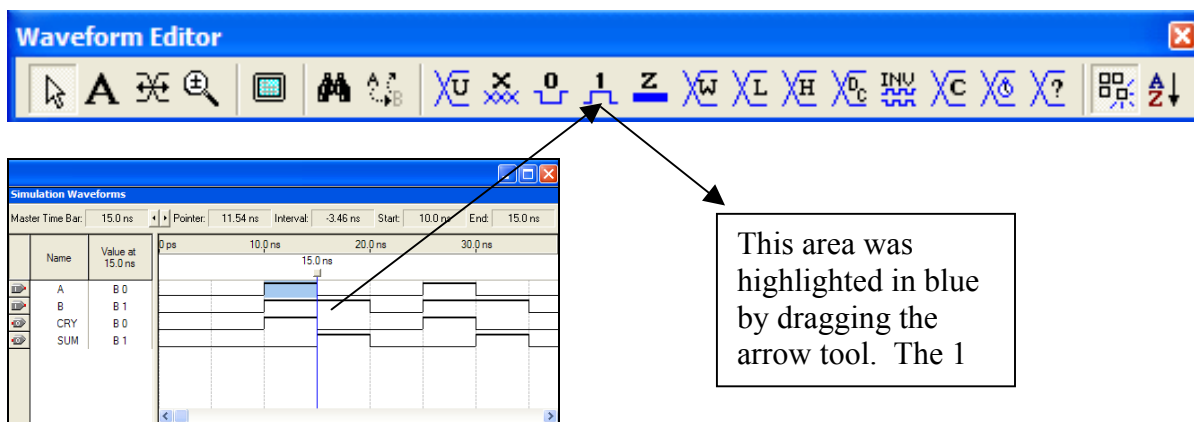 Waveform Editor
A A B U X 0 1 Z W L H 0 C INV C ? A Z
Simulation Waveforms
Master Time Bar: 15.0 ns Pointer: 11.54 ns Interval: -3.46 ns Start: 10.0 ns End: 15.0 ns
Name Value at 15.0 ns 0 ps 10.0 ns 20.0 ns 30.0 ns
15.0 ns
A B 0
B B 1
CRY B 0
SUM B 1
This area was
highlighted in blue
by dragging the
arrow tool. The 1